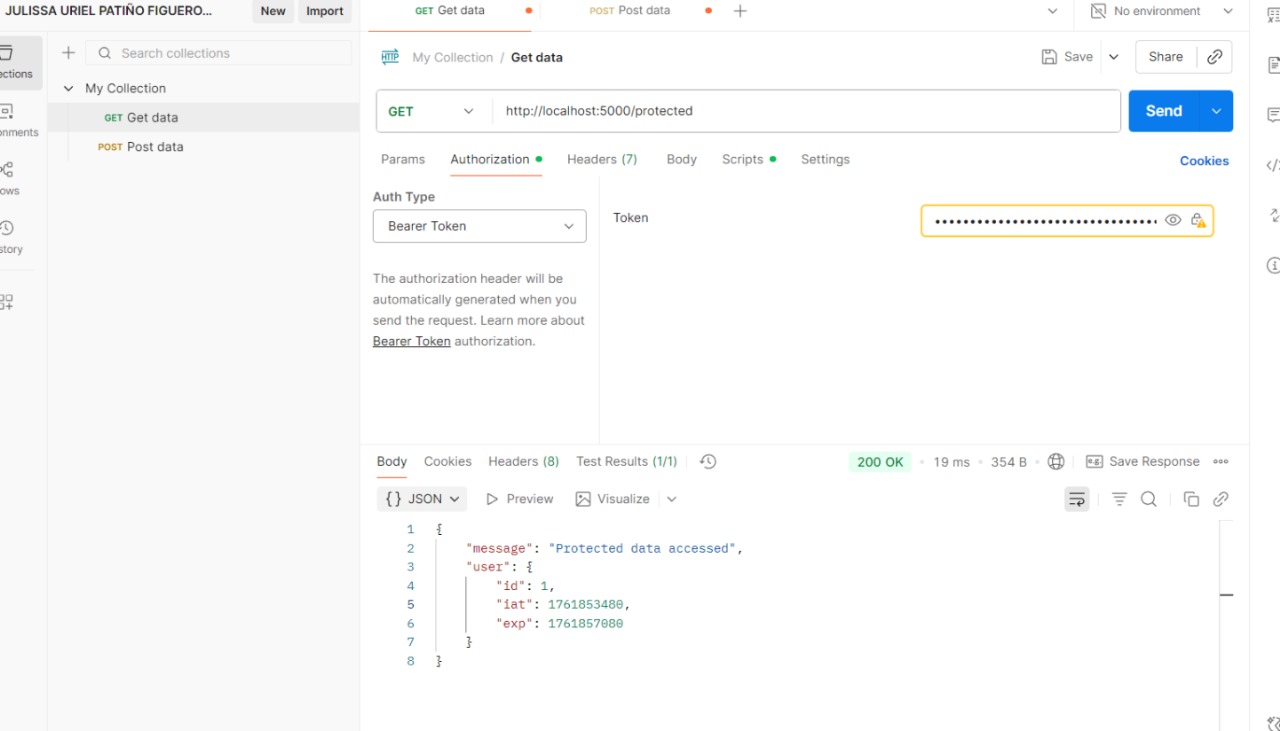 JULISSA URIEL PATIÑO FIGUERO...
New
Import
GET Get data
POST Post data
No environment
ections
onments
ows
story
Search collections
My Collection
GET Get data
POST Post data
HTTP My Collection / Get data
Save
Share
GET
http://localhost:5000/protected
Send
Params
Authorization
Headers (7)
Body
Scripts
Settings
Cookies
Auth Type
Bearer Token
The authorization header will be
automatically generated when you
send the request. Learn more about
Bearer Token authorization.
Token
Body
Cookies
Headers (8)
Test Results (1/1)
200 OK
19 ms
354 B
e.g. Save Response
{} JSON
Preview
Visualize
1 {
2 "message": "Protected data accessed",
3 "user": {
4 "id": 1,
5 "iat": 1761853480,
6 "exp": 1761857080
7 }
8 }